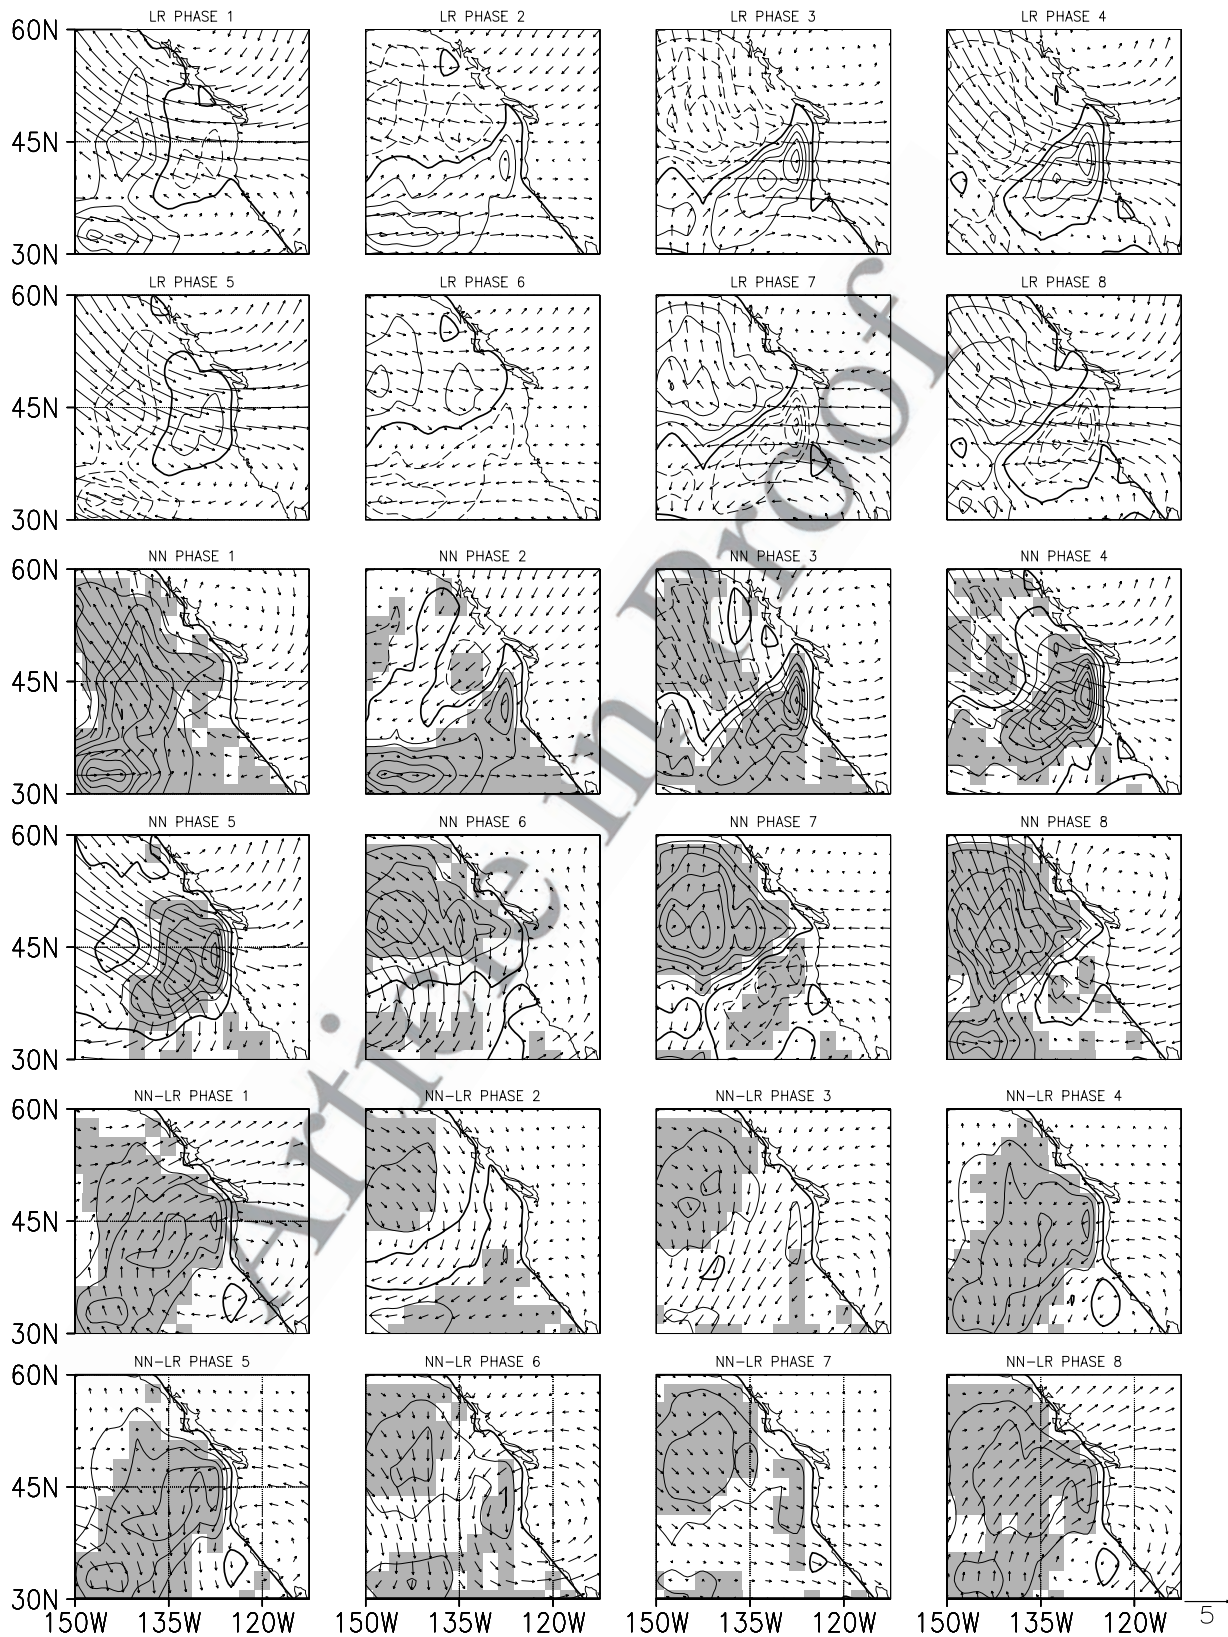 LR PHASE 1 LR PHASE 2 LR PHASE 3 LR PHASE 4
60N
45N
30N
LR PHASE 5 LR PHASE 6 LR PHASE 7 LR PHASE 8
60N
45N
30N
NN PHASE 1 NN PHASE 2 NN PHASE 3 NN PHASE 4
60N
45N
30N
NN PHASE 5 NN PHASE 6 NN PHASE 7 NN PHASE 8
60N
45N
30N
NN-LR PHASE 1 NN-LR PHASE 2 NN-LR PHASE 3 NN-LR PHASE 4
60N
45N
30N
NN-LR PHASE 5 NN-LR PHASE 6 NN-LR PHASE 7 NN-LR PHASE 8
60N
45N
30N
150W 135W 120W 150W 135W 120W 150W 135W 120W 150W 135W 120W
5
Article in Proof